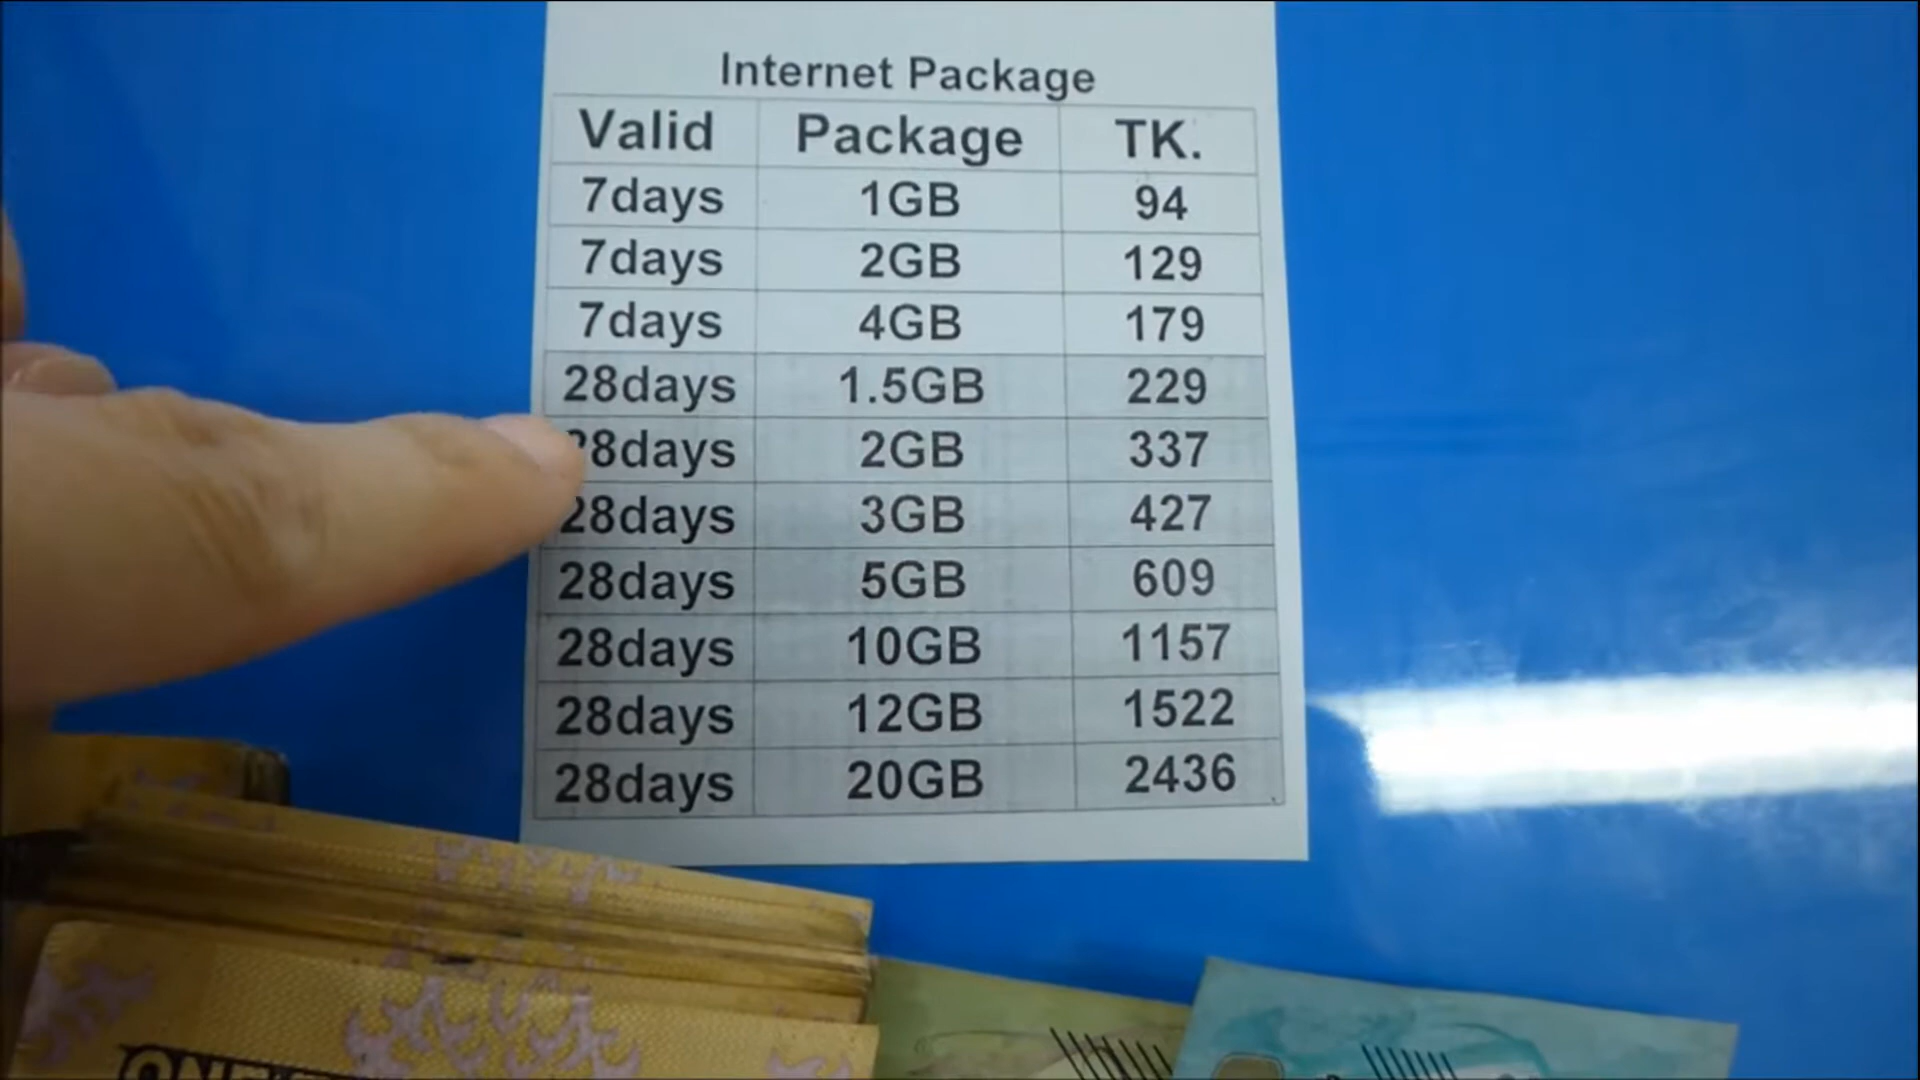 Internet Package
Valid Package TK.
7days 1GB 94
7days 2GB 129
7days 4GB 179
28days 1.5GB 229
28days 2GB 337
28days 3GB 427
28days 5GB 609
28days 10GB 1157
28days 12GB 1522
28days 20GB 2436